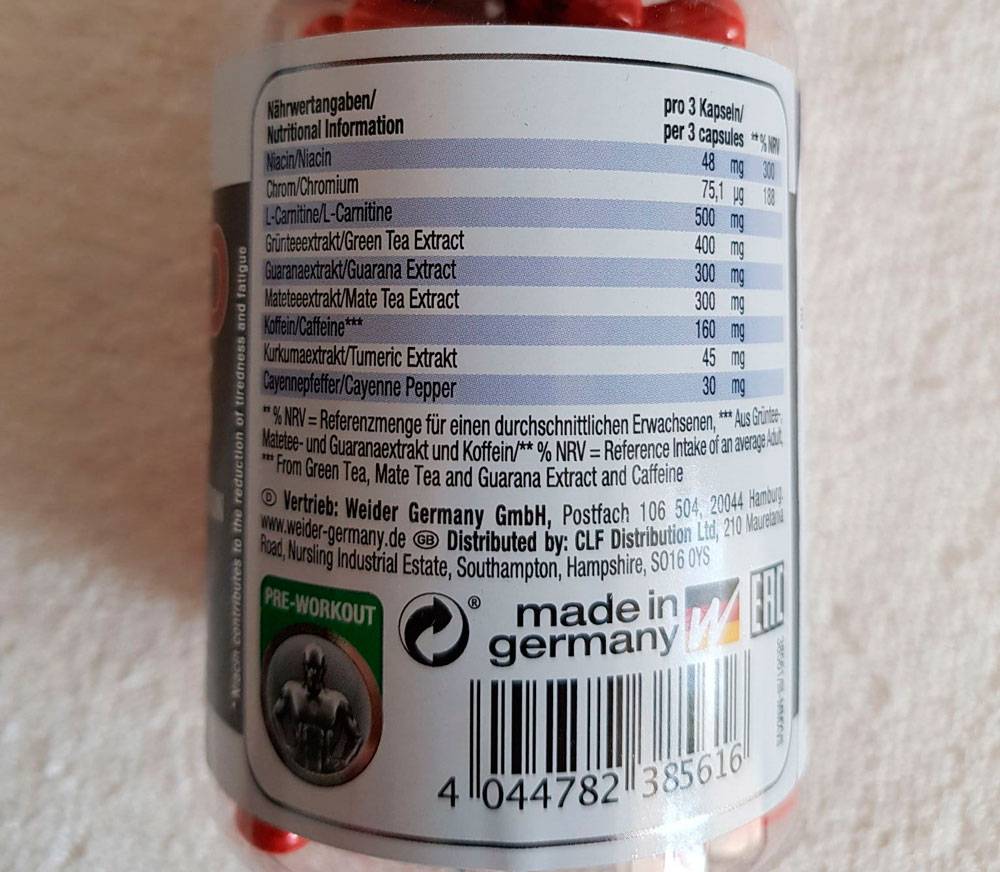 Nährwertangaben/
Nutritional Information
pro 3 Kapseln/
per 3 capsules **% NRV
Niacin/Niacin 48 mg 300
Chrom/Chromium 75,1 µg 188
L-Carnitine/L-Carnitine 500 mg
Grünteeextrakt/Green Tea Extract 400 mg
Guaranaextrakt/Guarana Extract 300 mg
Mateteeextrakt/Mate Tea Extract 300 mg
Koffein/Caffeine*** 160 mg
Kurkumaextrakt/Tumeric Extrakt 45 mg
Cayennepfeffer/Cayenne Pepper 30 mg
** % NRV = Referenzmenge für einen durchschnittlichen Erwachsenen, *** Aus Grüntee-,
Matetee- und Guaranaextrakt und Koffein/** % NRV = Reference Intake of an average Adult,
*** From Green Tea, Mate Tea and Guarana Extract and Caffeine
D Vertrieb: Weider Germany GmbH, Postfach 106 504, 20044 Hamburg,
www.weider-germany.de GB Distributed by: CLF Distribution Ltd, 210 Mauretania
Road, Nursling Industrial Estate, Southampton, Hampshire, SO16 0YS
PRE-WORKOUT
®
made in
germany
W
EAC
4 044782 385616
*Niacin contributes to the reduction of tiredness and fatigue